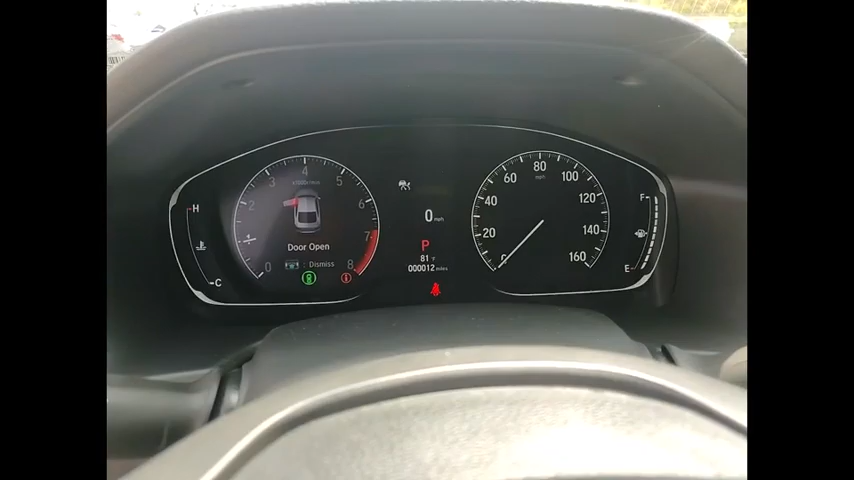 H
C
0
1
2
3
4
5
6
7
8
x1000r/min
Door Open
: Dismiss
0 mph
P
81°F
000012 miles
0
20
40
60
80
100
120
140
160
mph
F
E